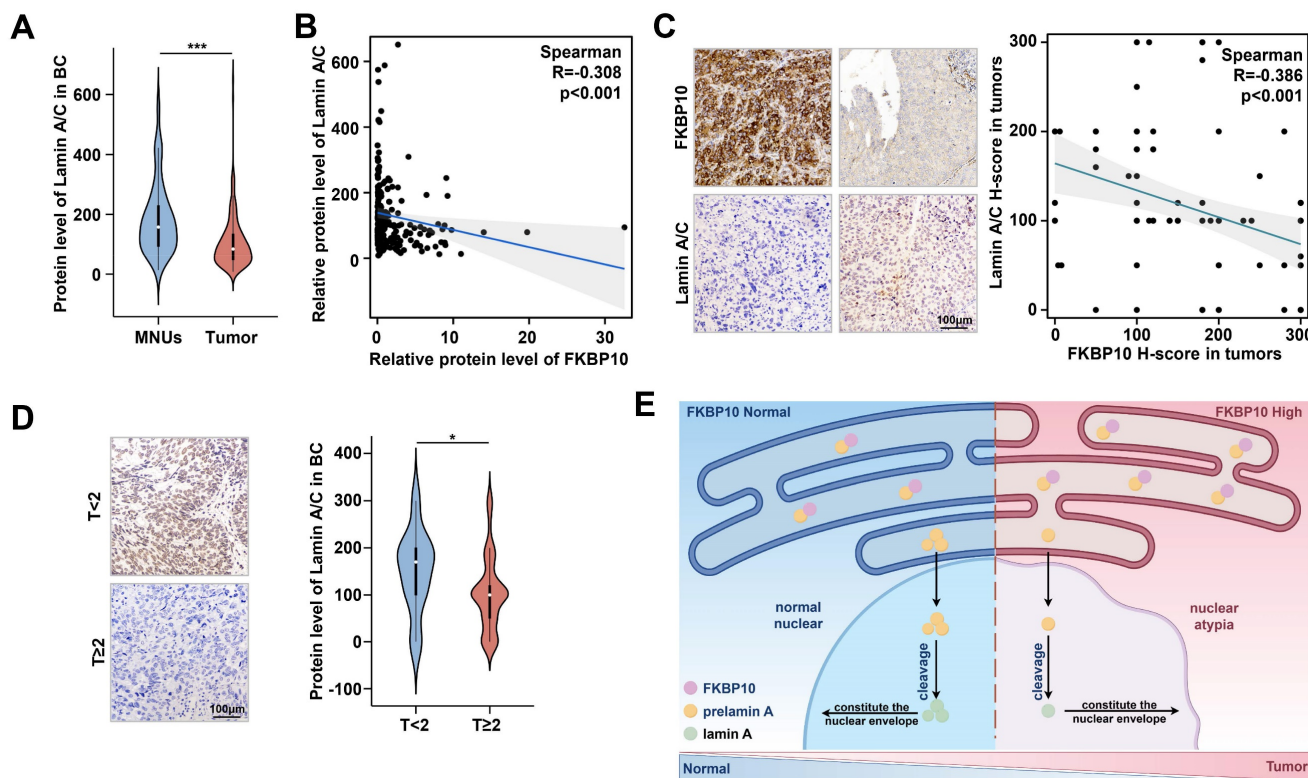 A
Protein level of Lamin A/C in BC
***
600
400
200
0
MNUs
Tumor
B
Relative protein level of Lamin A/C
Spearman
R=-0.308
p<0.001
600
400
200
0
0
10
20
30
Relative protein level of FKBP10
C
FKBP10
Lamin A/C
100μm
Lamin A/C H-score in tumors
Spearman
R=-0.386
p<0.001
300
200
100
0
0
100
200
300
FKBP10 H-score in tumors
D
T<2
T≥2
100μm
Protein level of Lamin A/C in BC
*
400
300
200
100
0
-100
T<2
T≥2
E
FKBP10 Normal
FKBP10 High
normal
nuclear
nuclear
atypia
cleavage
cleavage
FKBP10
prelamin A
lamin A
constitute the
nuclear envelope
constitute the
nuclear envelope
Normal
Tumor